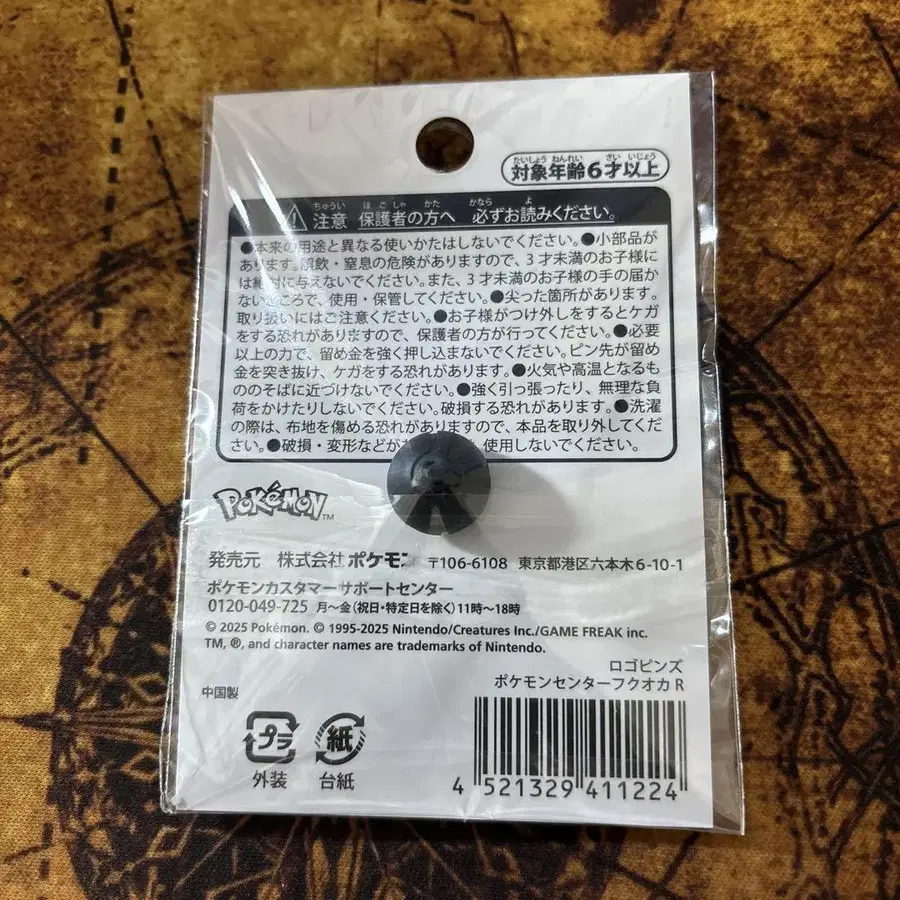 対象年齢6才以上
注意 保護者の方へ 必ずお読みください。
●本来の用途と異なる使いかたはしないでください。●小部品が
あります。誤飲・窒息の危険がありますので、3才未満のお子様に
は絶対に与えないでください。また、3才未満のお子様の手の届か
ないところで、使用・保管してください。●尖った箇所があります。
取り扱いにはご注意ください。●お子様がつけ外しをするとケガ
をする恐れがありますので、保護者の方が行ってください。●必要
以上の力で、留め金を強く押し込まないでください。ピン先が留め
金を突き抜け、ケガをする恐れがあります。●火気や高温となるも
ののそばに近づけないでください。●強く引っ張ったり、無理な負
荷をかけたりしないでください。破損する恐れがあります。●洗濯
の際は、布地を傷める恐れがありますので、本品を取り外してくだ
さい。●破損・変形などが 使用しないでください。
POKéMON™
発売元 株式会社ポケモン 〒106-6108 東京都港区六本木6-10-1
ポケモンカスタマーサポートセンター
0120-049-725 月～金(祝日・特定日を除く)11時～18時
© 2025 Pokémon. © 1995-2025 Nintendo/Creatures Inc./GAME FREAK inc.
TM, ®, and character names are trademarks of Nintendo.
ロゴピンズ
中国製 ポケモンセンターフクオカ R
プラ 紙
外装 台紙
4 521329 411224